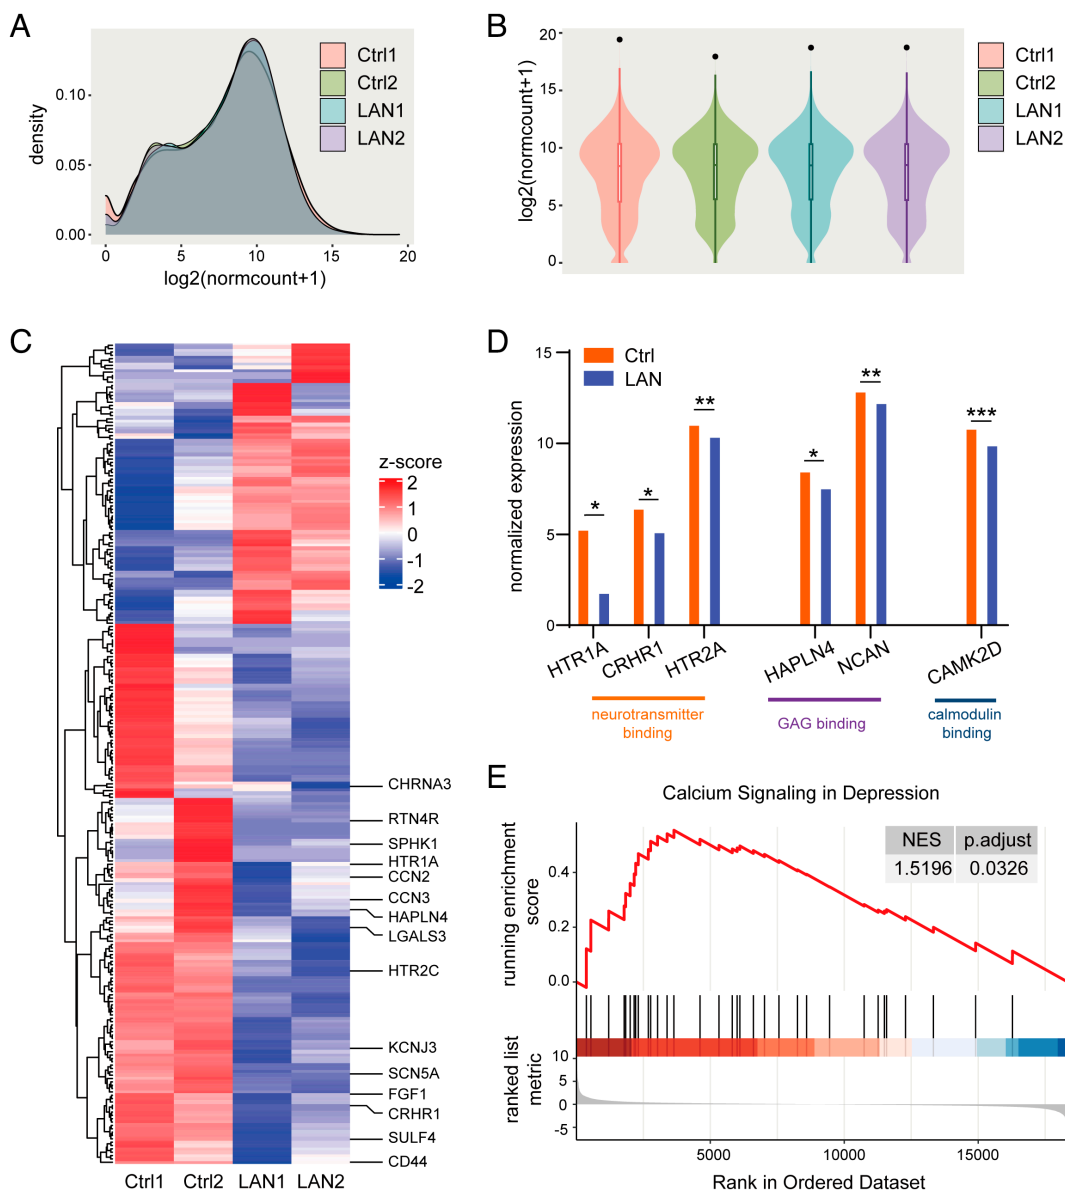 A
density
0.10
0.05
0.00
0
5
10
15
20
log2(normcount+1)
Ctrl1
Ctrl2
LAN1
LAN2
B
log2(normcount+1)
20
15
10
5
0
Ctrl1
Ctrl2
LAN1
LAN2
C
z-score
2
1
0
-1
-2
CHRNA3
RTN4R
SPHK1
HTR1A
CCN2
CCN3
HAPLN4
LGALS3
HTR2C
KCNJ3
SCN5A
FGF1
CRHR1
SULF4
CD44
Ctrl1
Ctrl2
LAN1
LAN2
D
normalized expression
15
10
5
0
Ctrl
LAN
*
*
**
*
**
***
HTR1A
CRHR1
HTR2A
HAPLN4
NCAN
CAMK2D
neurotransmitter
binding
GAG binding
calmodulin
binding
E
Calcium Signaling in Depression
running enrichment
score
0.4
0.2
0.0
NES
p.adjust
1.5196
0.0326
ranked list
metric
10
5
0
-5
5000
10000
15000
Rank in Ordered Dataset